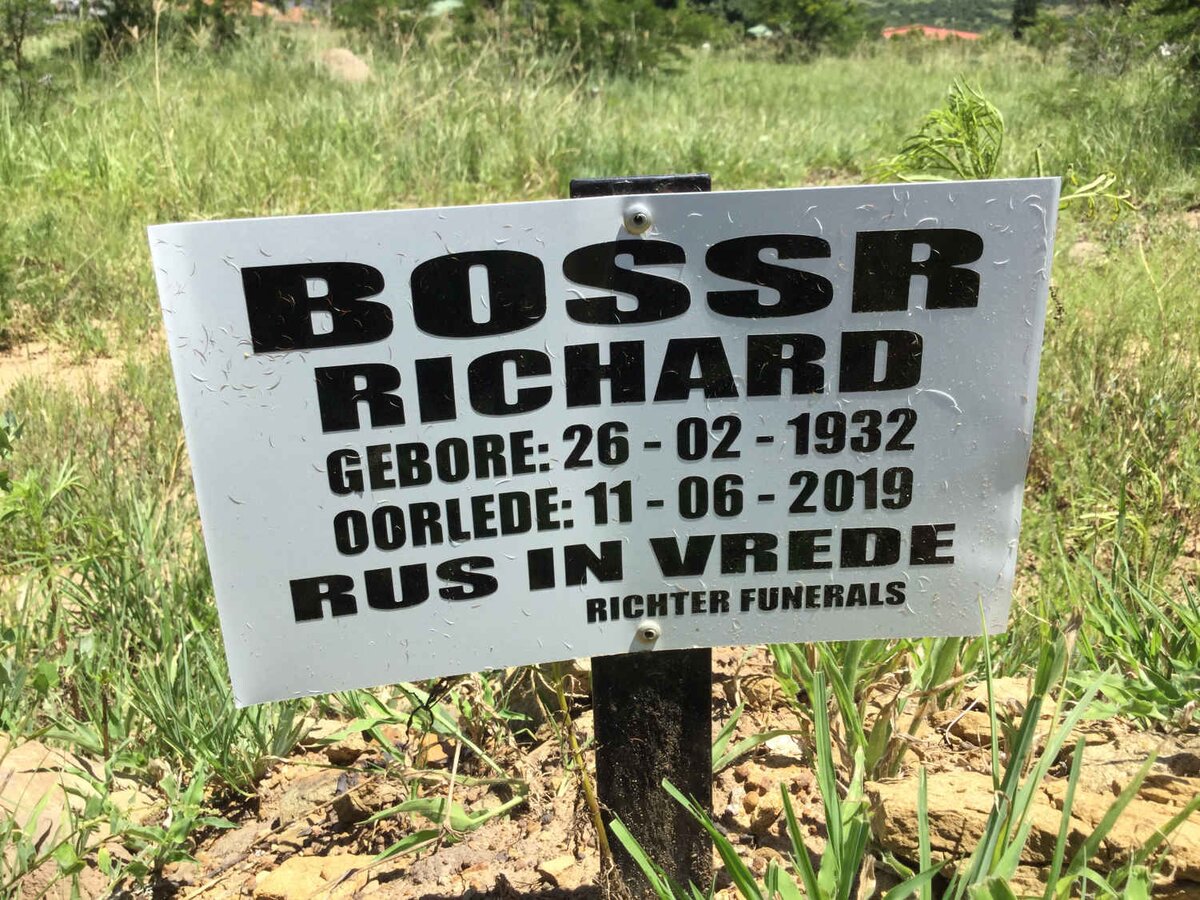 BOSSR
RICHARD
GEBORE: 26 - 02 - 1932
OORLEDE: 11 - 06 - 2019
RUS IN VREDE
RICHTER FUNERALS